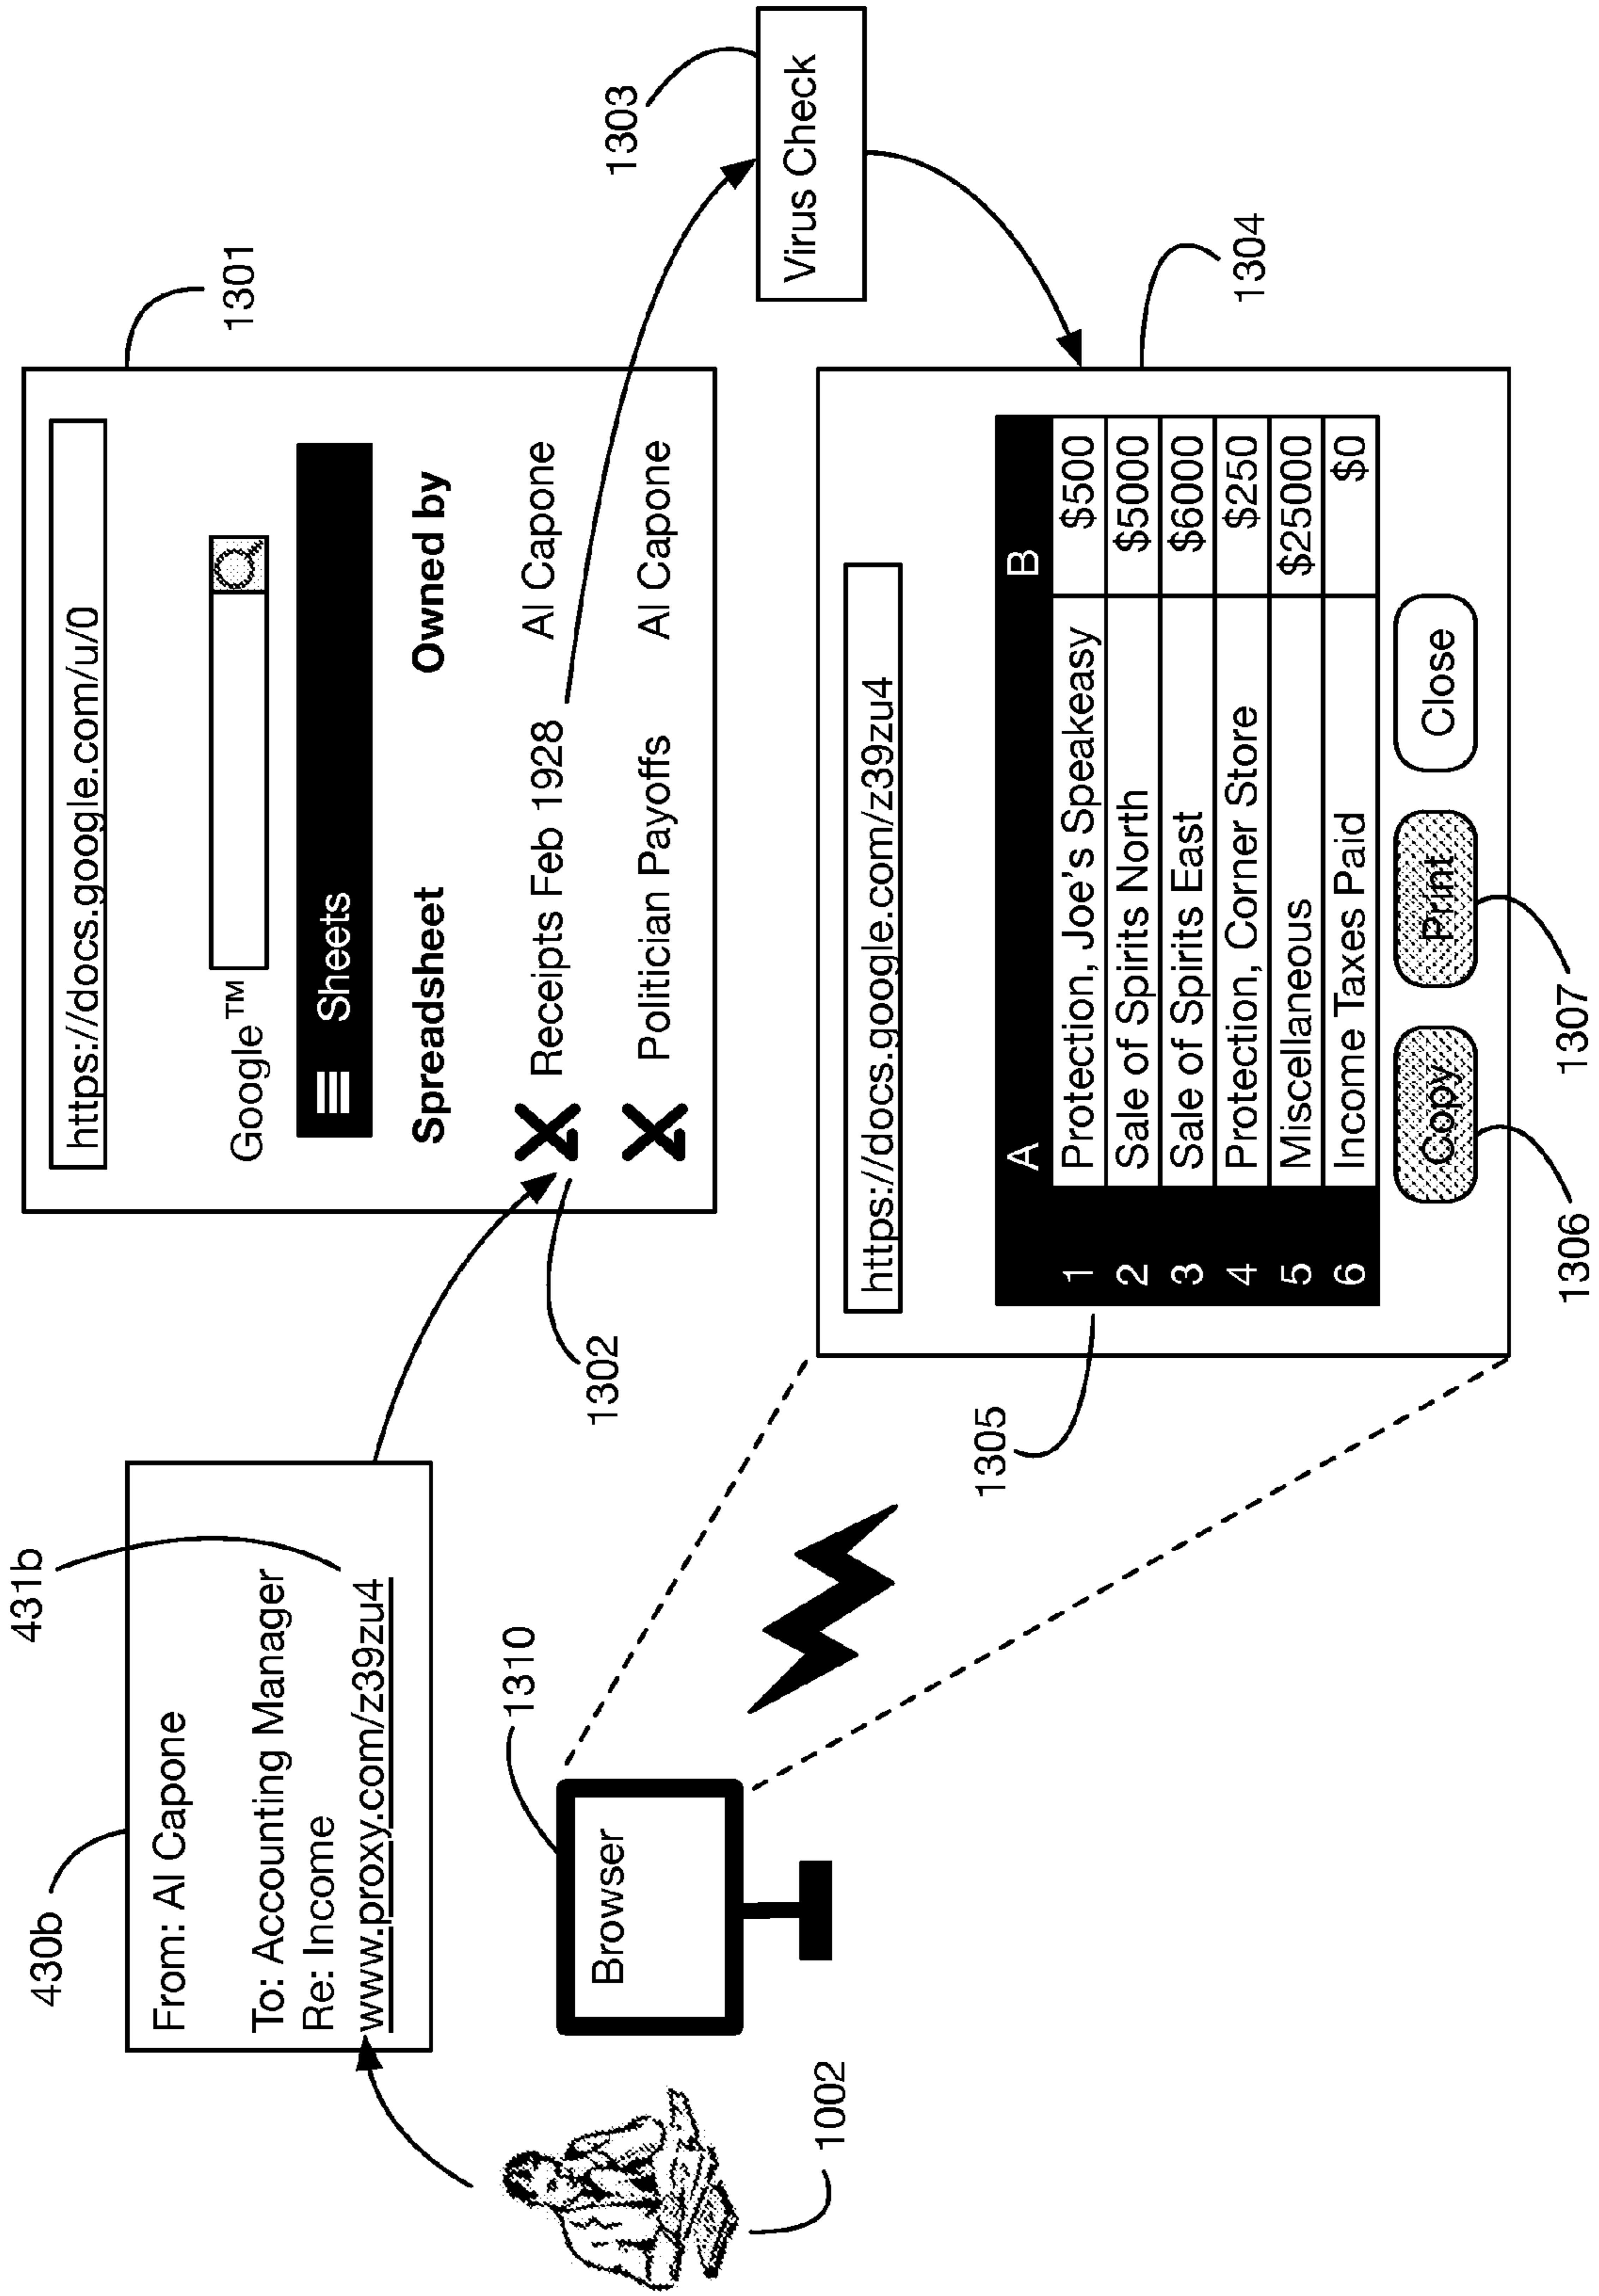 430b
431b
From: Al Capone
To: Accounting Manager
Re: Income
www.proxy.com/z39zu4
1301
https://docs.google.com/u/0
Google™
Sheets
Spreadsheet Owned by
X Receipts Feb 1928 Al Capone
X Politician Payoffs Al Capone
1302
1303
Virus Check
1002
1310
Browser
1304
https://docs.google.com/z39zu4
1305
A B
1 Protection, Joe's Speakeasy $500
2 Sale of Spirits North $5000
3 Sale of Spirits East $6000
4 Protection, Corner Store $250
5 Miscellaneous $25000
6 Income Taxes Paid $0
Copy Print Close
1306
1307